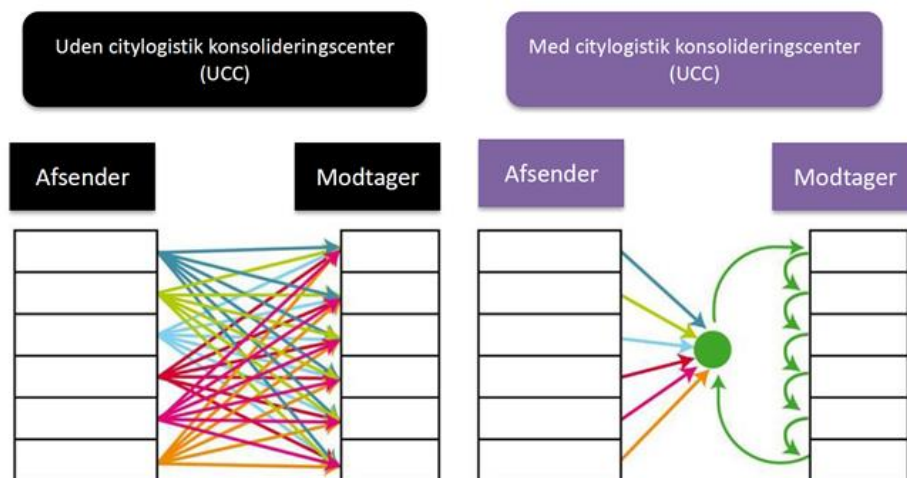 Uden citylogistik konsolideringscenter
(UCC)
Med citylogistik konsolideringscenter
(UCC)
Afsender
Modtager
Afsender
Modtager